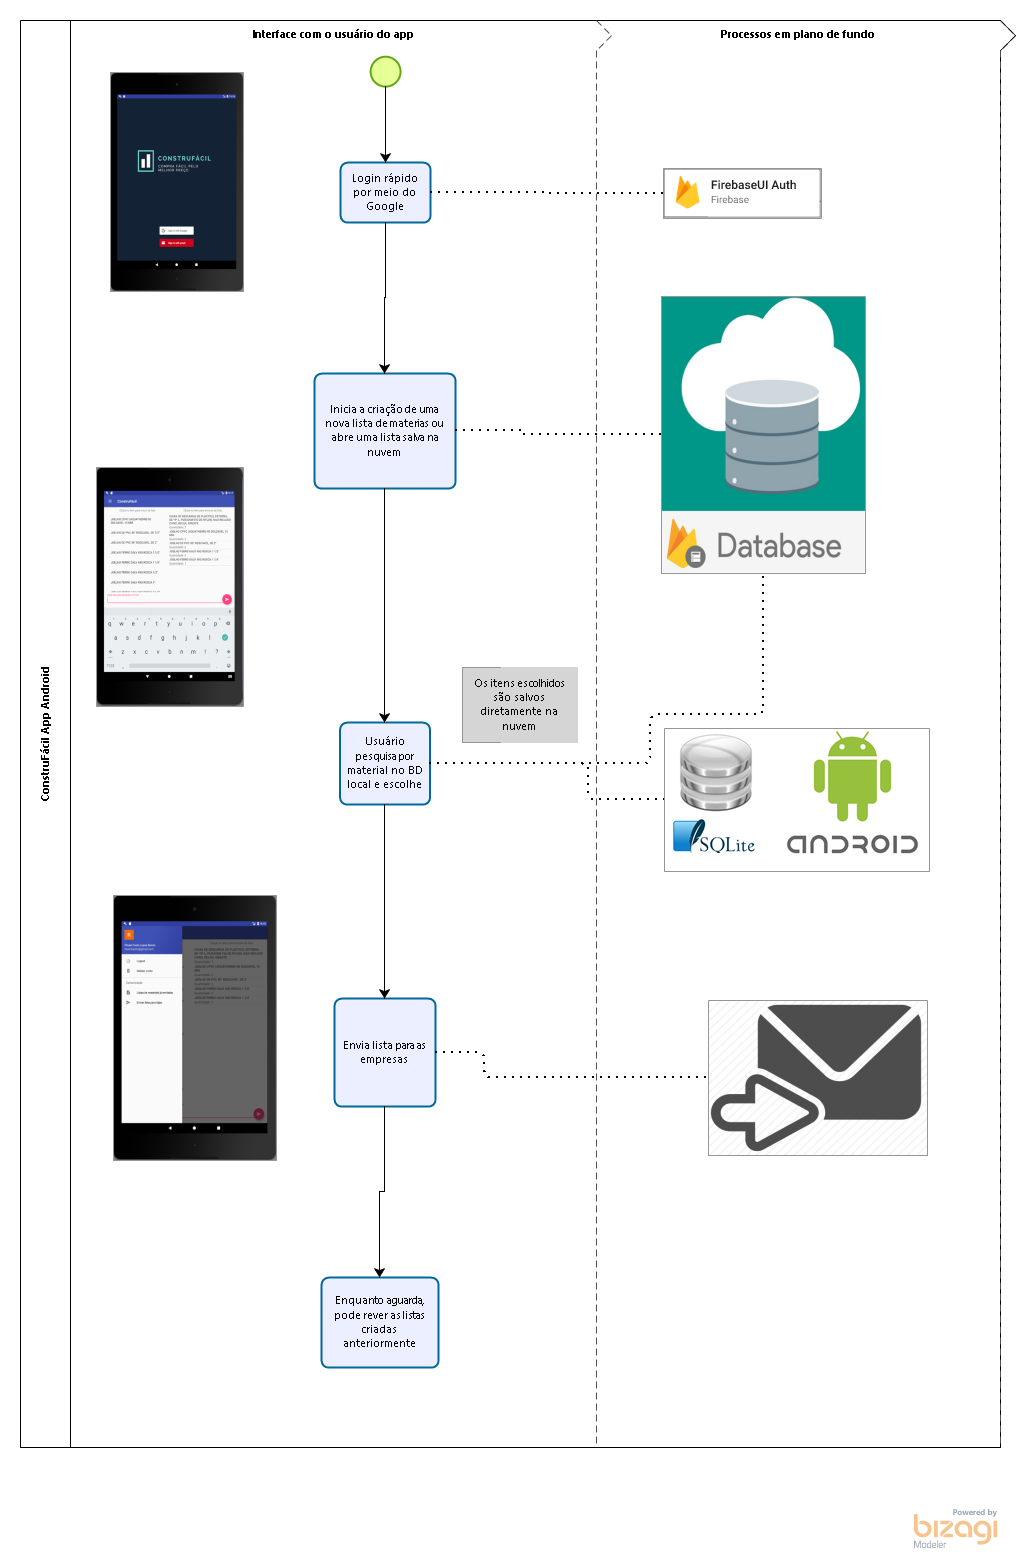 Interface com o usuário do app
Processos em plano de fundo
ConstruFácil App Android
CONSTRUFÁCIL
COMPRA FÁCIL PELO
MELHOR PREÇO
Login rápido
por meio do
Google
FirebaseUI Auth
Firebase
Inicia a criação de uma
nova lista de materias ou
abre uma lista salva na
nuvem
Database
ConstruFácil
q w e r t y u i o p
a s d f g h j k l
z x c v b n m ! ?
Os itens escolhidos
são salvos
diretamente na
nuvem
Usuário
pesquisa por
material no BD
local e escolhe
SQLite
ANDROID
Logout
Envia lista para as
empresas
Enquanto aguarda,
pode rever as listas
criadas
anteriormente
Powered by
bizagi
Modeler